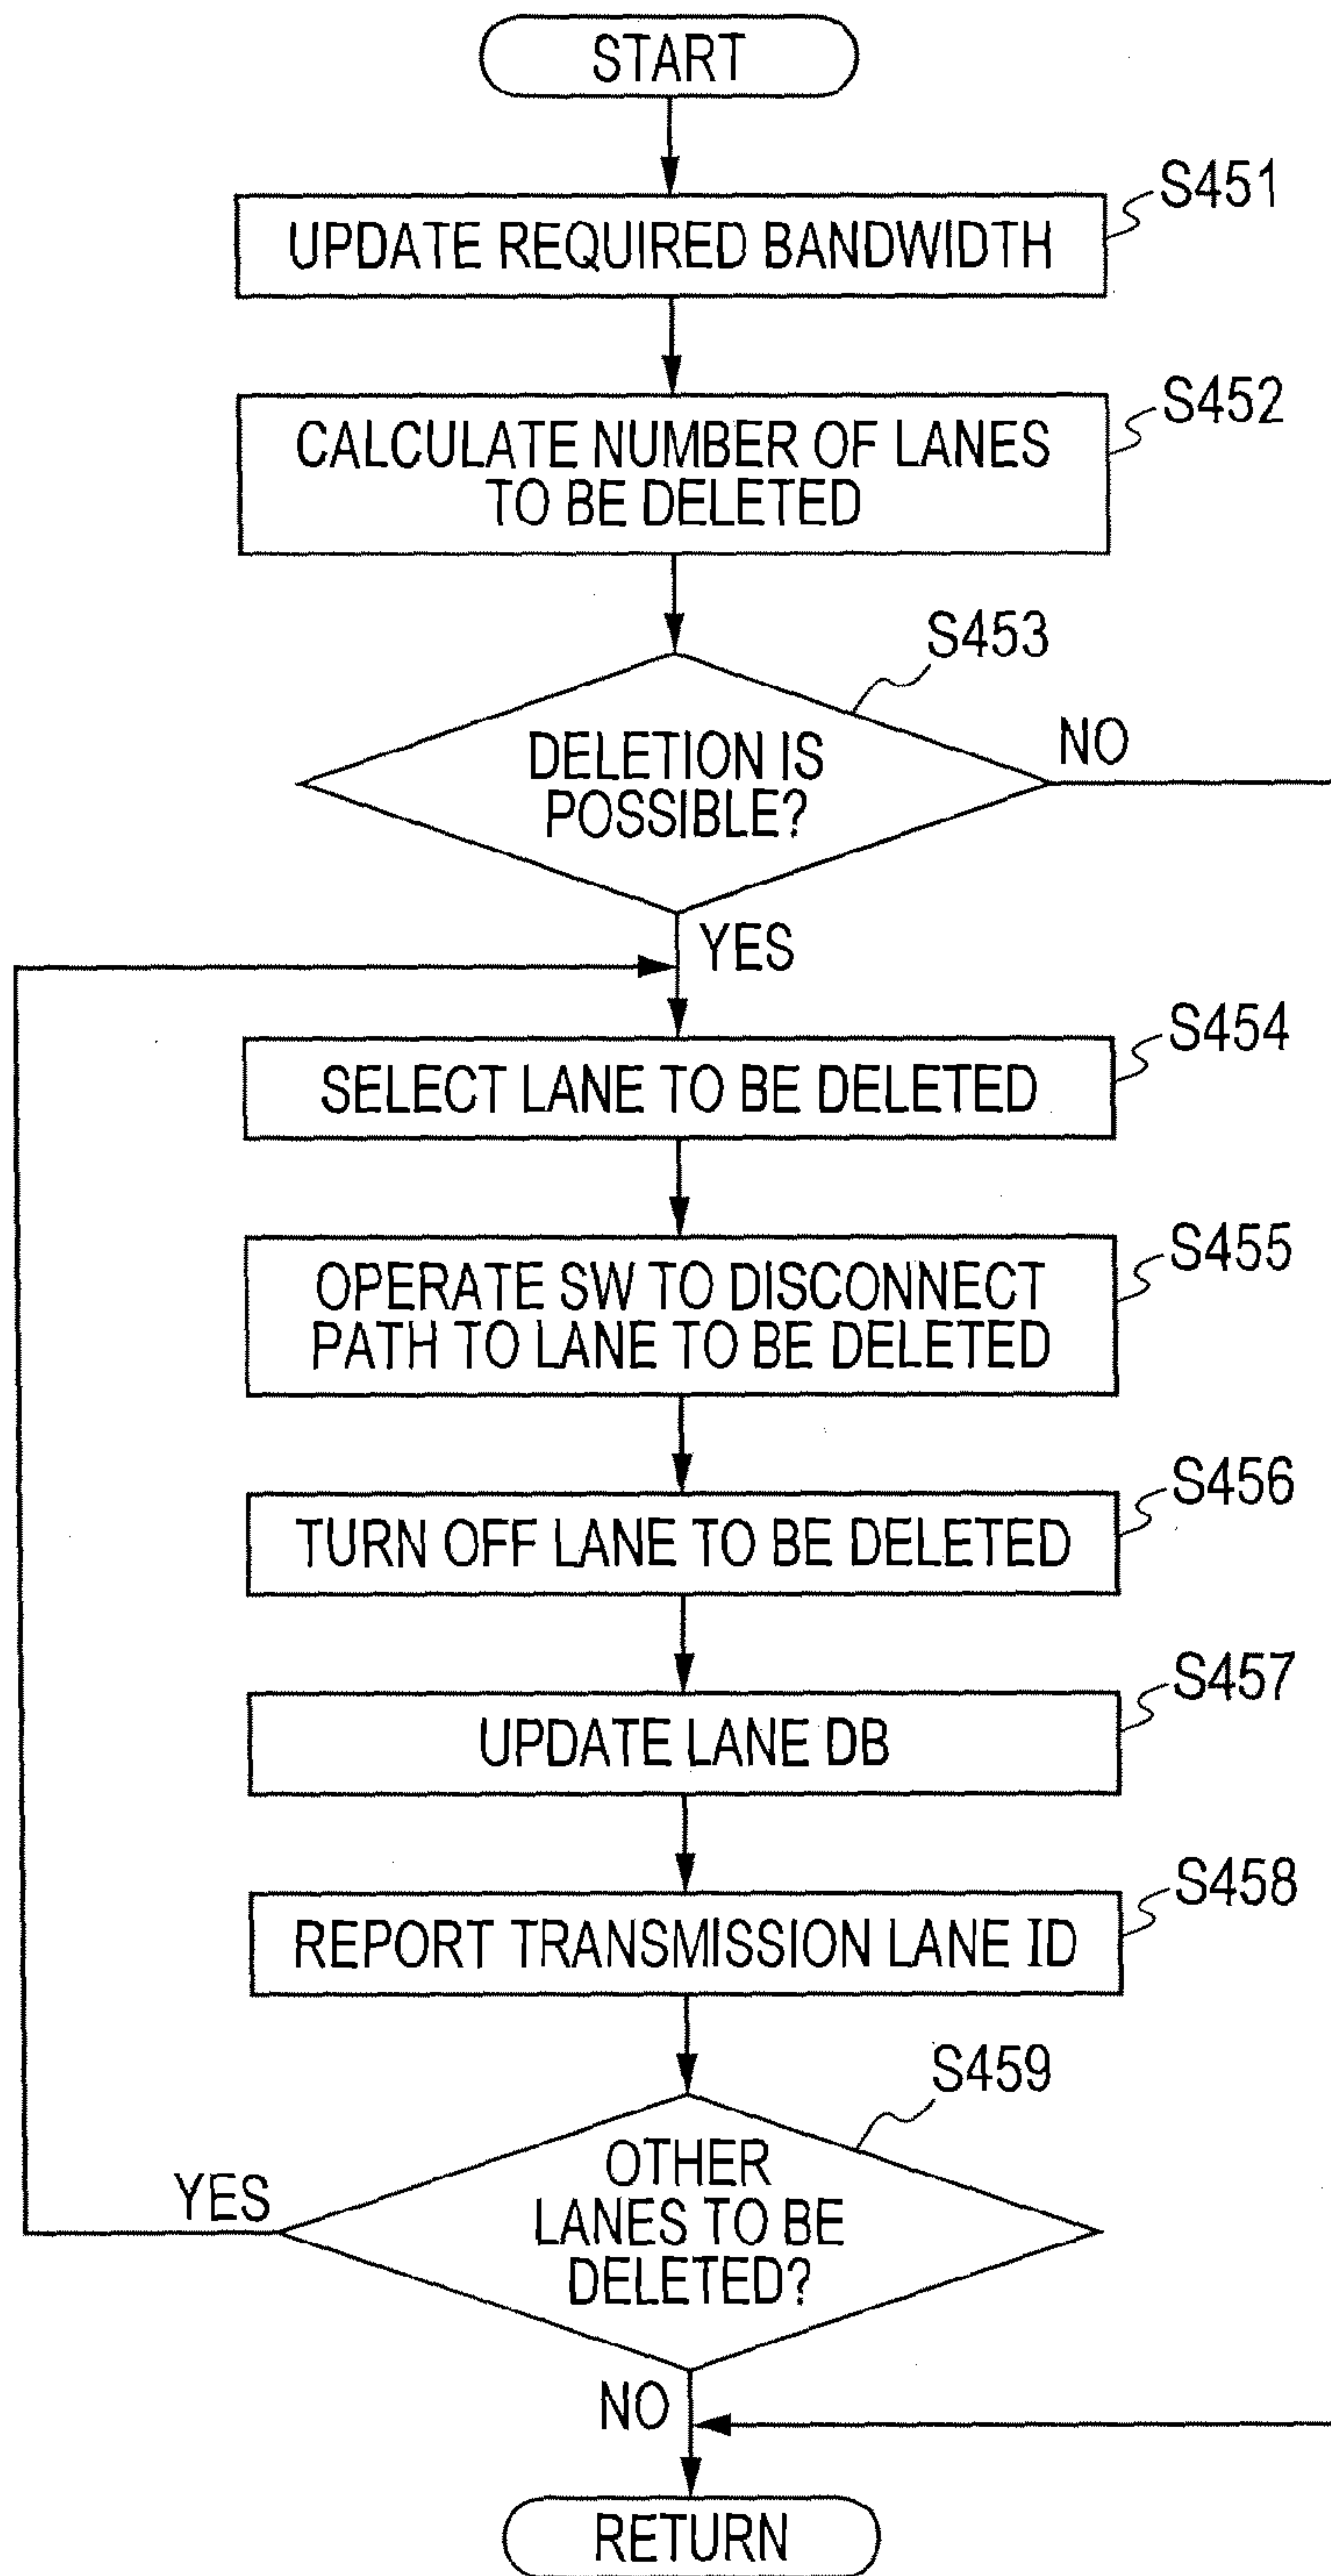 START
S451
UPDATE REQUIRED BANDWIDTH
S452
CALCULATE NUMBER OF LANES
TO BE DELETED
S453
DELETION IS
POSSIBLE?
NO
YES
S454
SELECT LANE TO BE DELETED
S455
OPERATE SW TO DISCONNECT
PATH TO LANE TO BE DELETED
S456
TURN OFF LANE TO BE DELETED
S457
UPDATE LANE DB
S458
REPORT TRANSMISSION LANE ID
S459
OTHER
LANES TO BE
DELETED?
YES
NO
RETURN